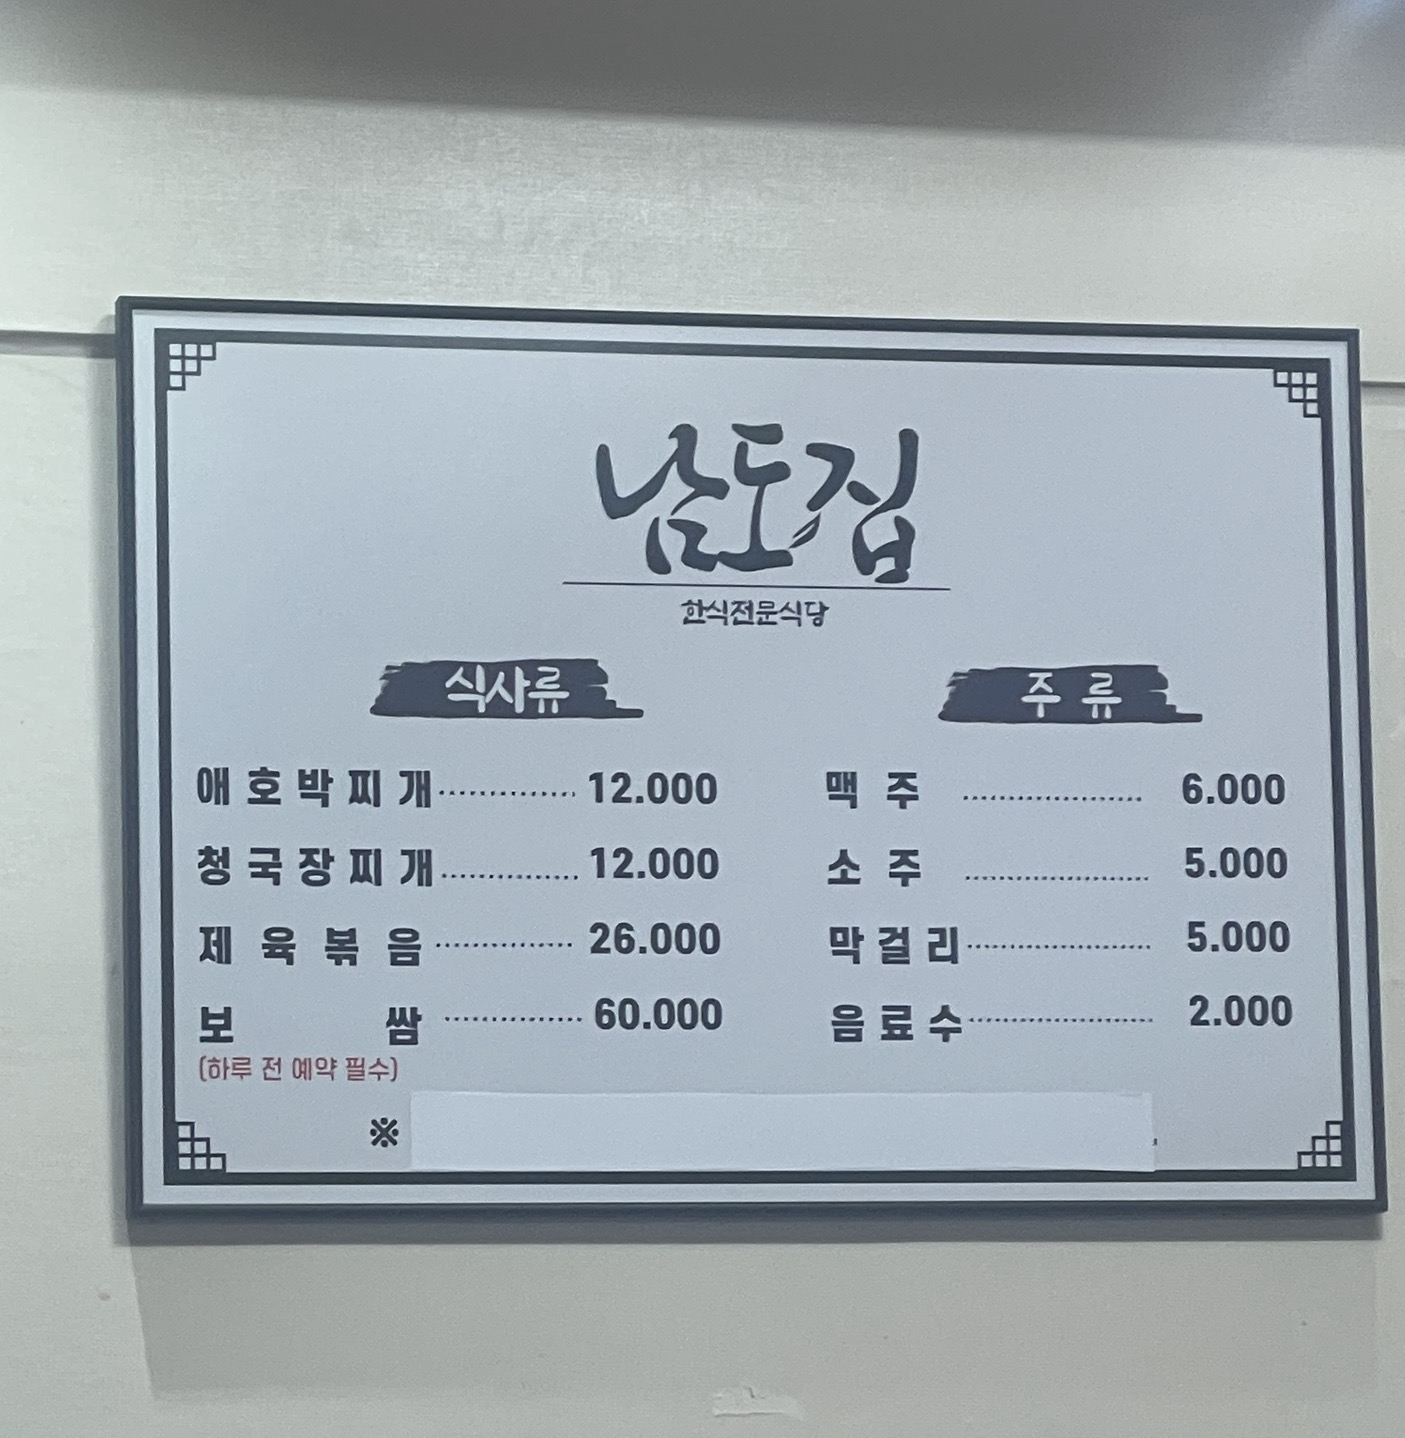 남도집
한식전문식당
식사류
애호박찌개 12.000
청국장찌개 12.000
제육볶음 26.000
보쌈 60.000
(하루 전 예약 필수)
주류
맥주 6.000
소주 5.000
막걸리 5.000
음료수 2.000
※